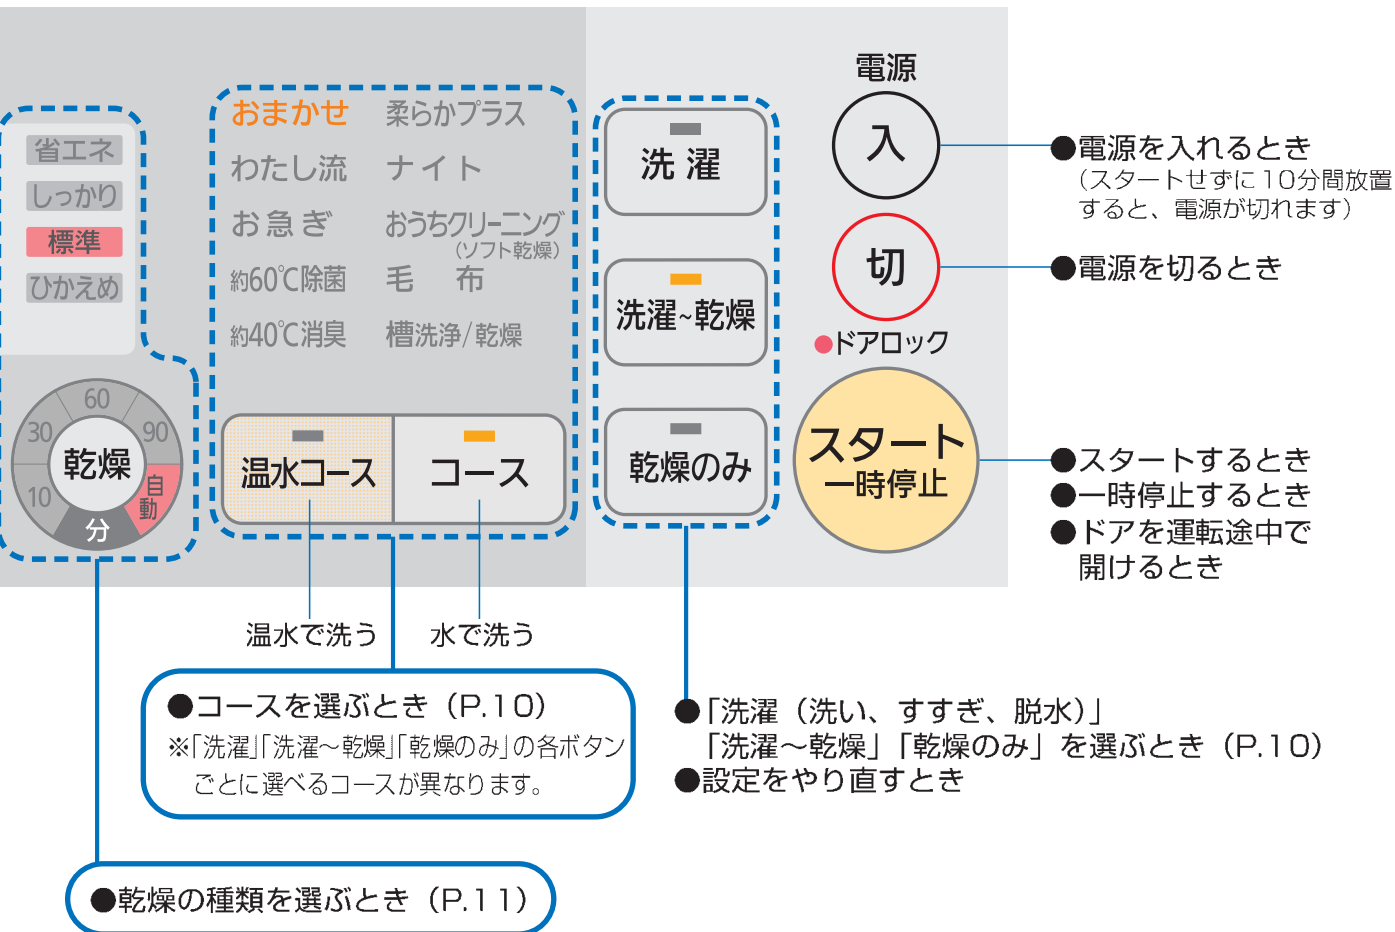 電源
入
切
●ドアロック
スタート
一時停止
●電源を入れるとき
（スタートせずに10分間放置
すると、電源が切れます）
●電源を切るとき
●スタートするとき
●一時停止するとき
●ドアを運転途中で
開けるとき
省エネ
しっかり
標準
ひかえめ
10
30
60
90
自動
分
乾燥
おまかせ 柔らかプラス
わたし流 ナイト
お急ぎ おうちクリーニング
（ソフト乾燥）
約60℃除菌 毛 布
約40℃消臭 槽洗浄/乾燥
温水コース コース
洗 濯
洗濯~乾燥
乾燥のみ
温水で洗う 水で洗う
●コースを選ぶとき（P.10）
※「洗濯」「洗濯～乾燥」「乾燥のみ」の各ボタン
ごとに選べるコースが異なります。
●「洗濯（洗い、すすぎ、脱水）」
「洗濯～乾燥」「乾燥のみ」を選ぶとき（P.10）
●設定をやり直すとき
●乾燥の種類を選ぶとき（P.11）